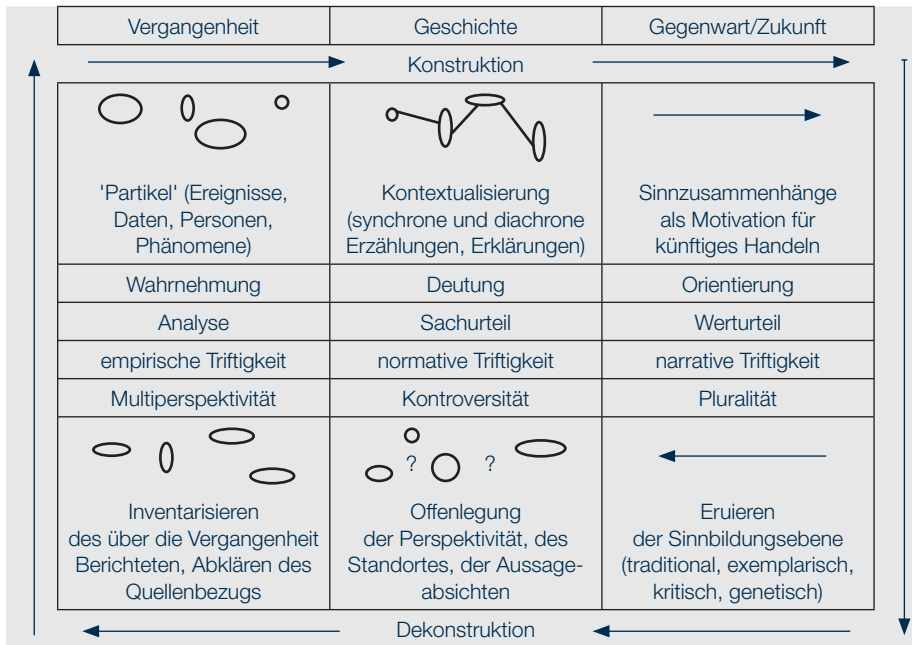 Vergangenheit Geschichte Gegenwart/Zukunft
Konstruktion
'Partikel' (Ereignisse,
Daten, Personen,
Phänomene)
Kontextualisierung
(synchrone und diachrone
Erzählungen, Erklärungen)
Sinnzusammenhänge
als Motivation für
künftiges Handeln
Wahrnehmung Deutung Orientierung
Analyse Sachurteil Werturteil
empirische Triftigkeit normative Triftigkeit narrative Triftigkeit
Multiperspektivität Kontroversität Pluralität
? ?
Inventarisieren
des über die Vergangenheit
Berichteten, Abklären des
Quellenbezugs
Offenlegung
der Perspektivität, des
Standortes, der Aussage-
absichten
Eruieren
der Sinnbildungsebene
(traditional, exemplarisch,
kritisch, genetisch)
Dekonstruktion